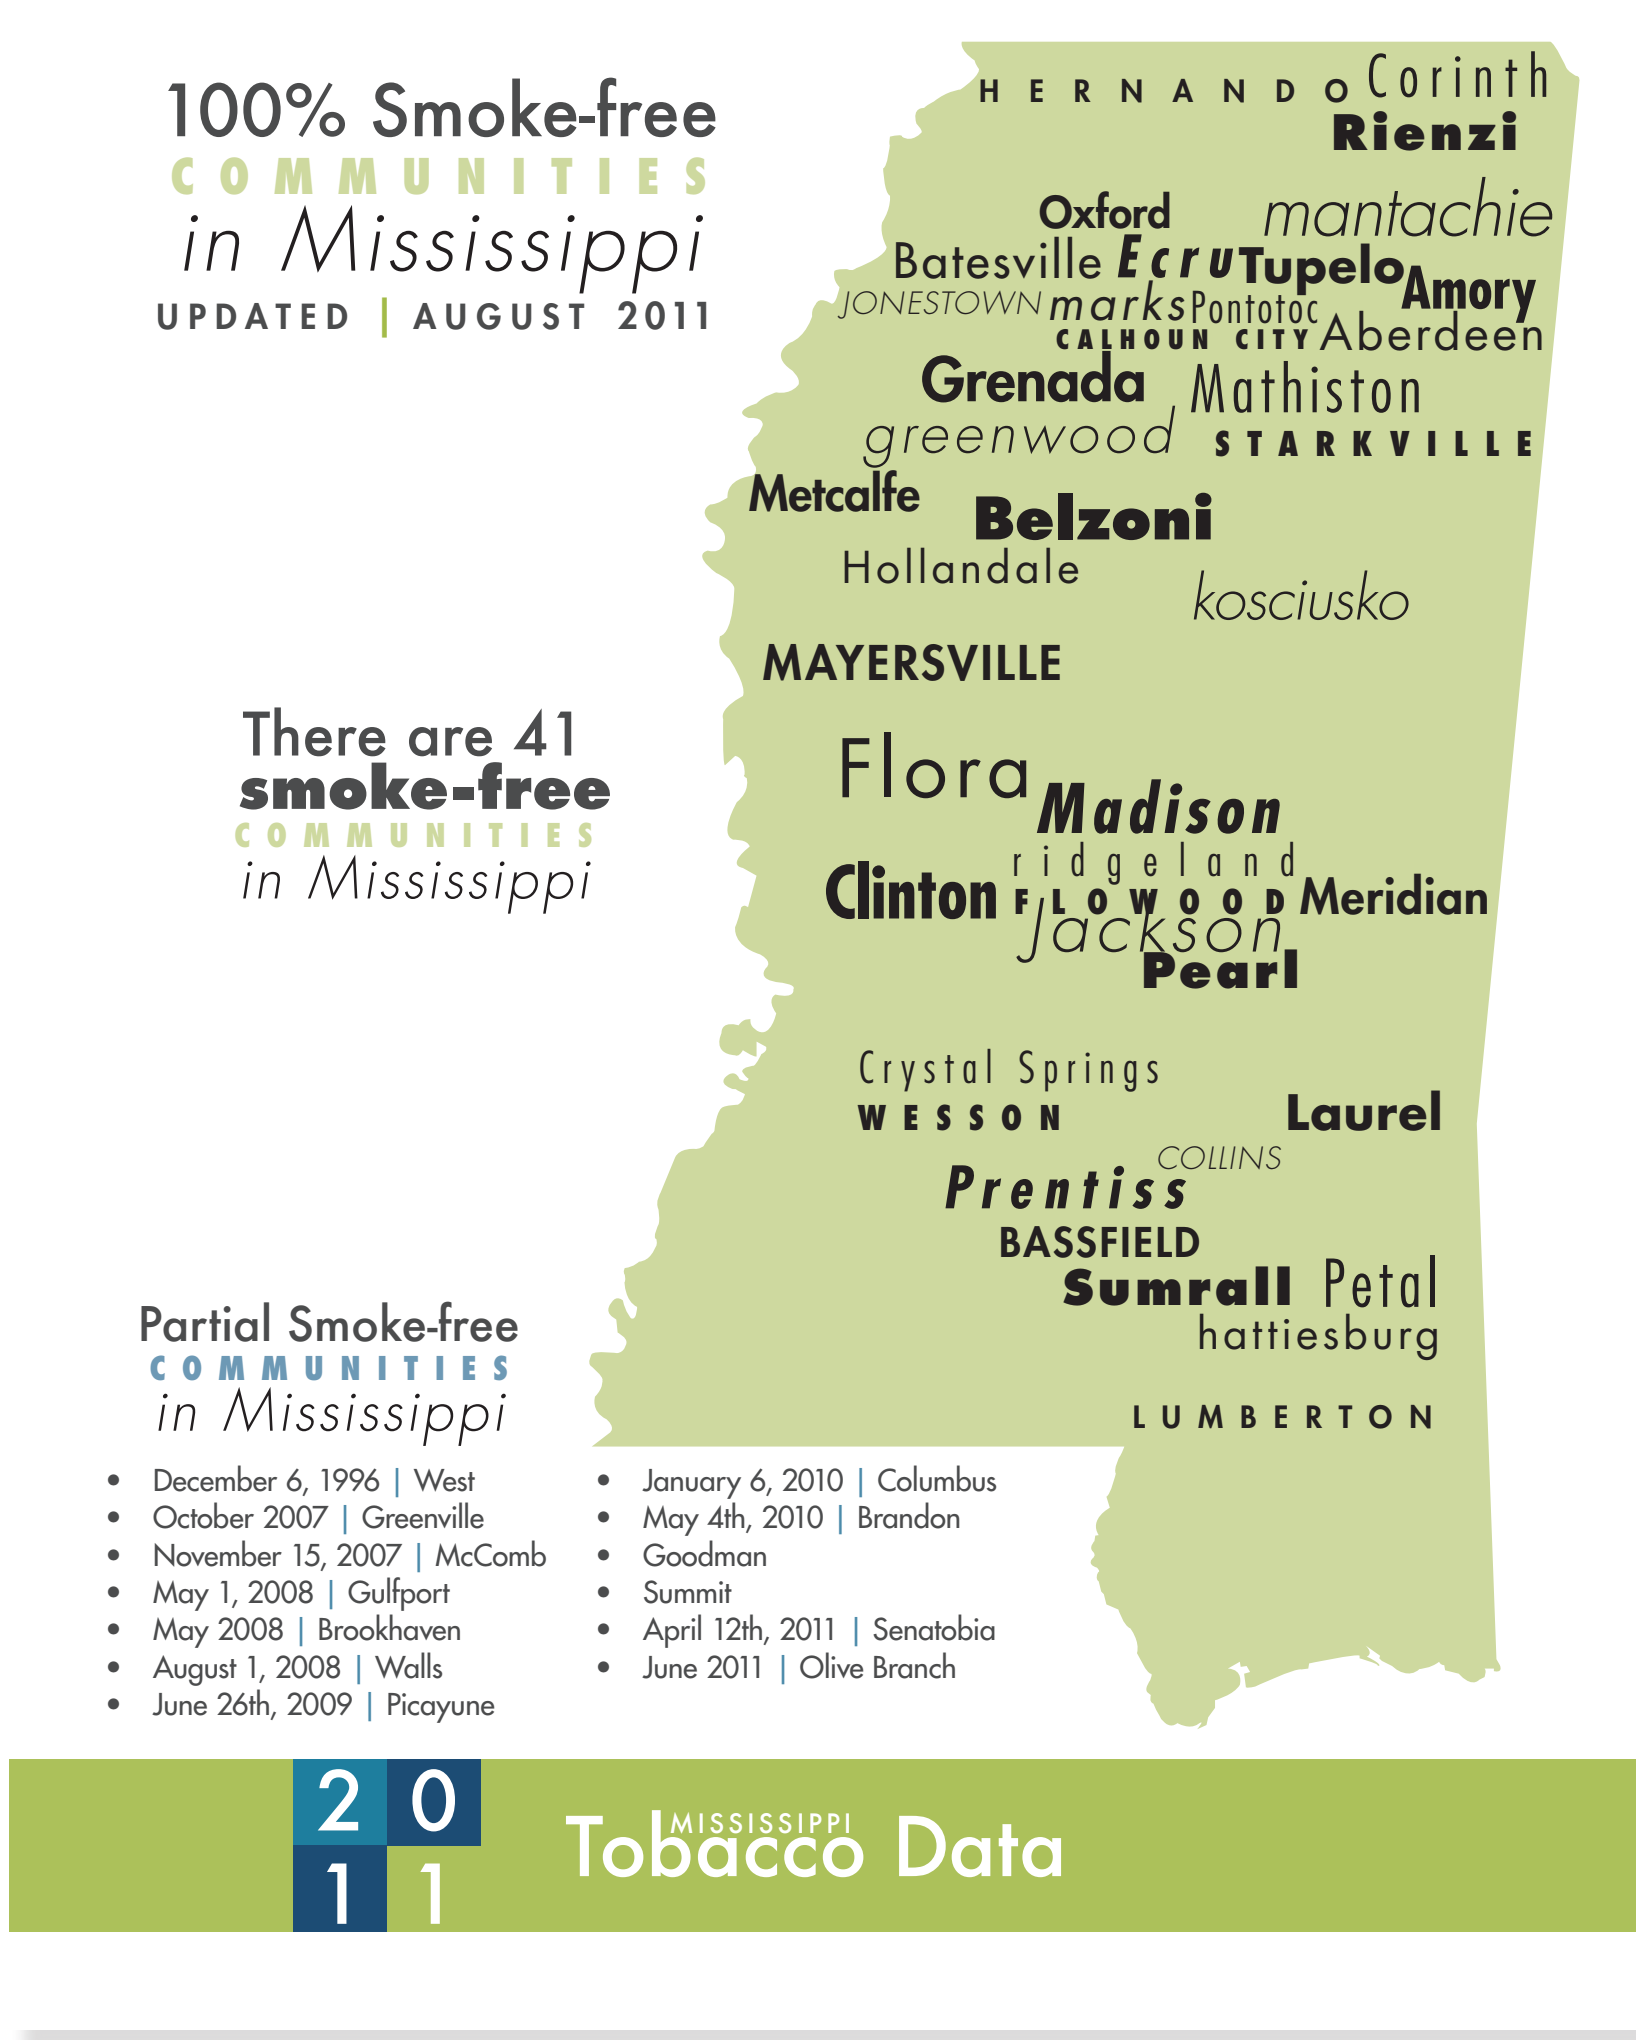 100% Smoke-free
COMMUNITIES
in Mississippi
UPDATED | AUGUST 2011
HERNANDO
Corinth
Rienzi
Oxford
mantachie
Batesville
Ecru
Tupelo
Amory
JONESTOWN
marks
Pontotoc
CALHOUN CITY
Aberdeen
Grenada
Mathiston
greenwood
STARKVILLE
Metcalfe
Belzoni
Hollandale
kosciusko
MAYERSVILLE
Flora
Madison
ridgeland
Clinton
FLOWOOD
Meridian
Jackson
Pearl
Crystal Springs
WESSON
Laurel
COLLINS
Prentiss
BASSFIELD
Sumrall
Petal
hattiesburg
LUMBERTON
There are 41
smoke-free
COMMUNITIES
in Mississippi
Partial Smoke-free
COMMUNITIES
in Mississippi
• December 6, 1996 | West
• October 2007 | Greenville
• November 15, 2007 | McComb
• May 1, 2008 | Gulfport
• May 2008 | Brookhaven
• August 1, 2008 | Walls
• June 26th, 2009 | Picayune
• January 6, 2010 | Columbus
• May 4th, 2010 | Brandon
• Goodman
• Summit
• April 12th, 2011 | Senatobia
• June 2011 | Olive Branch
20
11
MISSISSIPPI
Tobacco Data